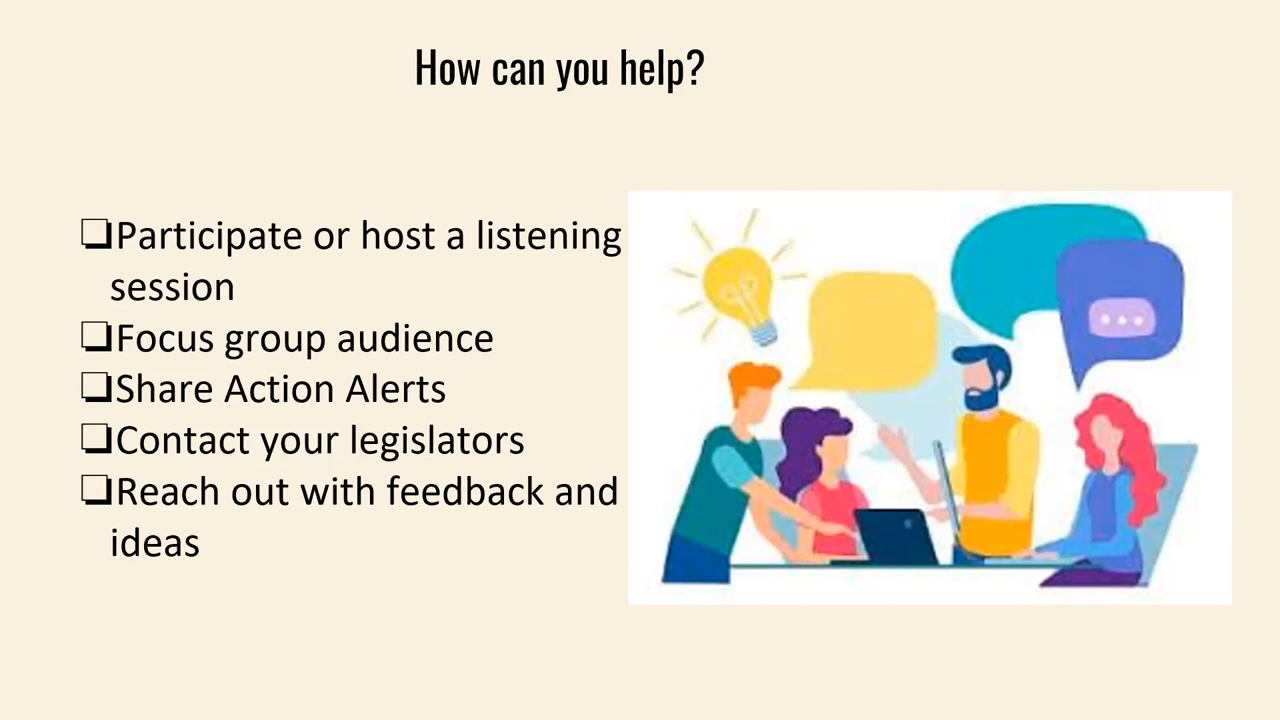 How can you help?
❏Participate or host a listening
session
❏Focus group audience
❏Share Action Alerts
❏Contact your legislators
❏Reach out with feedback and
ideas